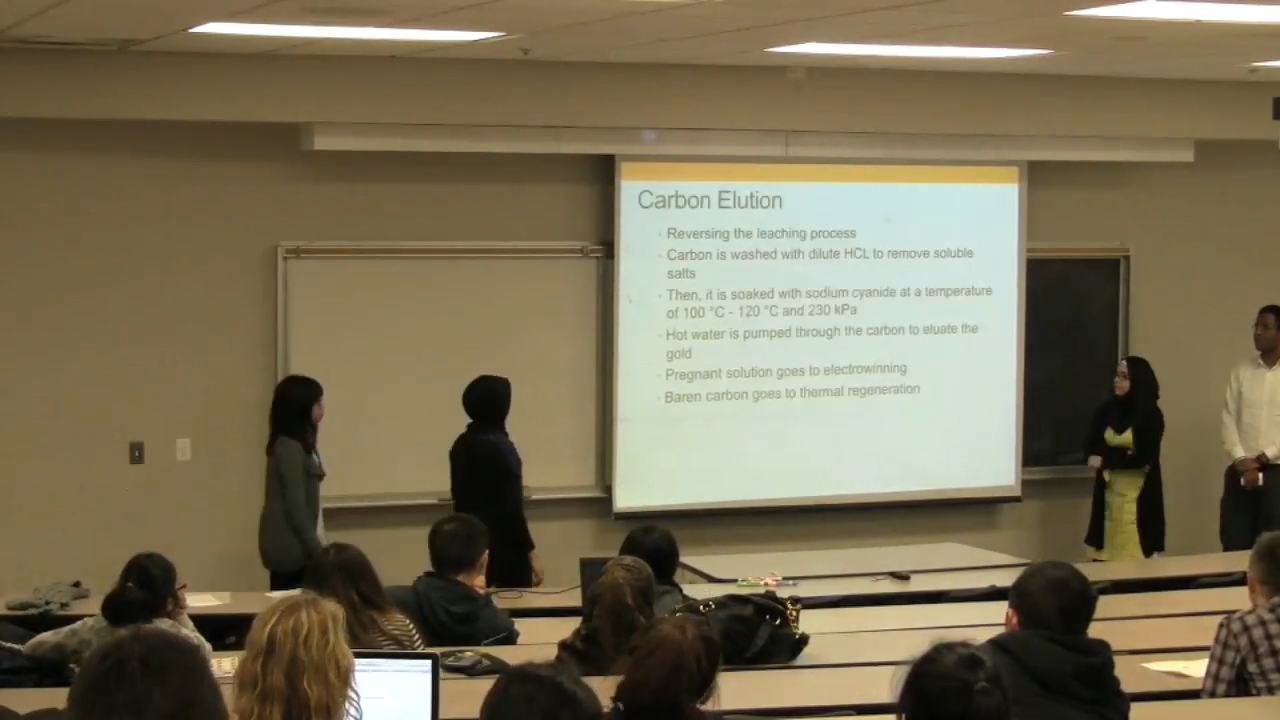 Carbon Elution
Reversing the leaching process
Carbon is washed with dilute HCL to remove soluble
salts
Then, it is soaked with sodium cyanide at a temperature
of 100 °C - 120 °C and 230 kPa
Hot water is pumped through the carbon to eluate the
gold
Pregnant solution goes to electrowinning
Baren carbon goes to thermal regeneration